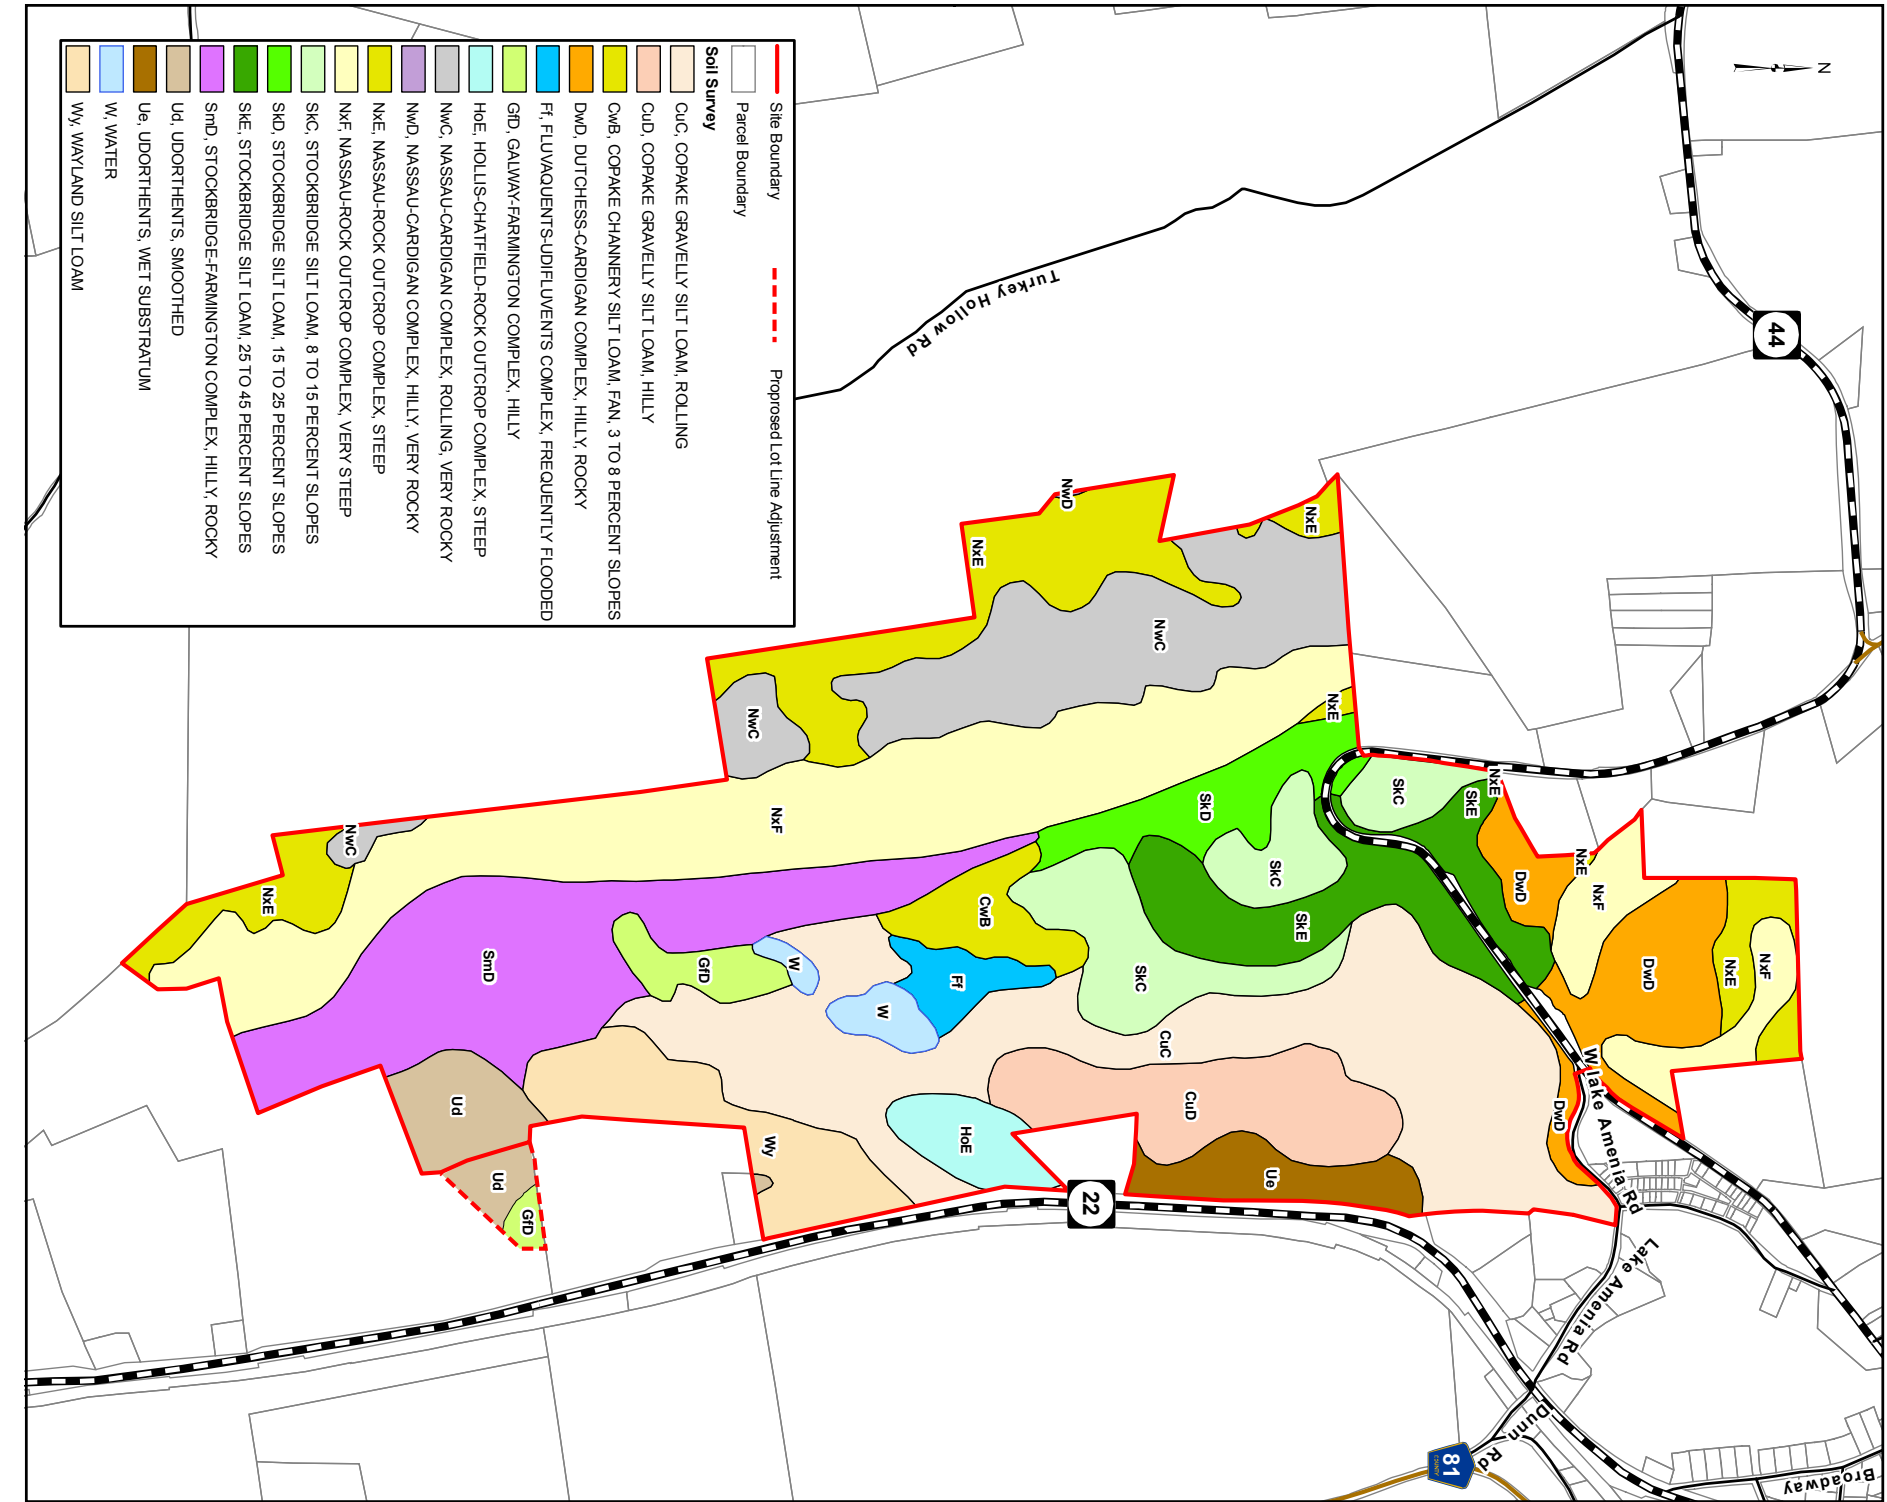 Site Boundary
Proprosed Lot Line Adjustment
Parcel Boundary
Soil Survey
CuC, COPAKE GRAVELLY SILT LOAM, ROLLING
CuD, COPAKE GRAVELLY SILT LOAM, HILLY
CwB, COPAKE CHANNERY SILT LOAM, FAN, 3 TO 8 PERCENT SLOPES
DwD, DUTCHESS-CARDIGAN COMPLEX, HILLY, ROCKY
Ff, FLUVAQUENTS-UDIFLUVENTS COMPLEX, FREQUENTLY FLOODED
GfD, GALWAY-FARMINGTON COMPLEX, HILLY
HoE, HOLLIS-CHATFIELD-ROCK OUTCROP COMPLEX, STEEP
NwC, NASSAU-CARDIGAN COMPLEX, ROLLING, VERY ROCKY
NwD, NASSAU-CARDIGAN COMPLEX, HILLY, VERY ROCKY
NxE, NASSAU-ROCK OUTCROP COMPLEX, STEEP
NxF, NASSAU-ROCK OUTCROP COMPLEX, VERY STEEP
SkC, STOCKBRIDGE SILT LOAM, 8 TO 15 PERCENT SLOPES
SkD, STOCKBRIDGE SILT LOAM, 15 TO 25 PERCENT SLOPES
SkE, STOCKBRIDGE SILT LOAM, 25 TO 45 PERCENT SLOPES
SmD, STOCKBRIDGE-FARMINGTON COMPLEX, HILLY, ROCKY
Ud, UDORTHENTS, SMOOTHED
Ue, UDORTHENTS, WET SUBSTRATUM
W, WATER
Wy, WAYLAND SILT LOAM
N
44
Turkey Hollow Rd
NwD
NxE
NxE
NwC
NwC
NxE
NxF
NwC
NxE
SkD
SkC
NxE
SkE
SkC
SkE
DwD
NxE
NxF
DwD
NxE
NxF
CwB
SkC
SmD
GfD
W
Ff
W
CuC
CuD
HoE
Ue
DwD
Wy
Ud
Ud
GfD
22
W lake Amenia Rd
Lake Amenia Rd
Dunn Rd
81
COUNTY
Broadway